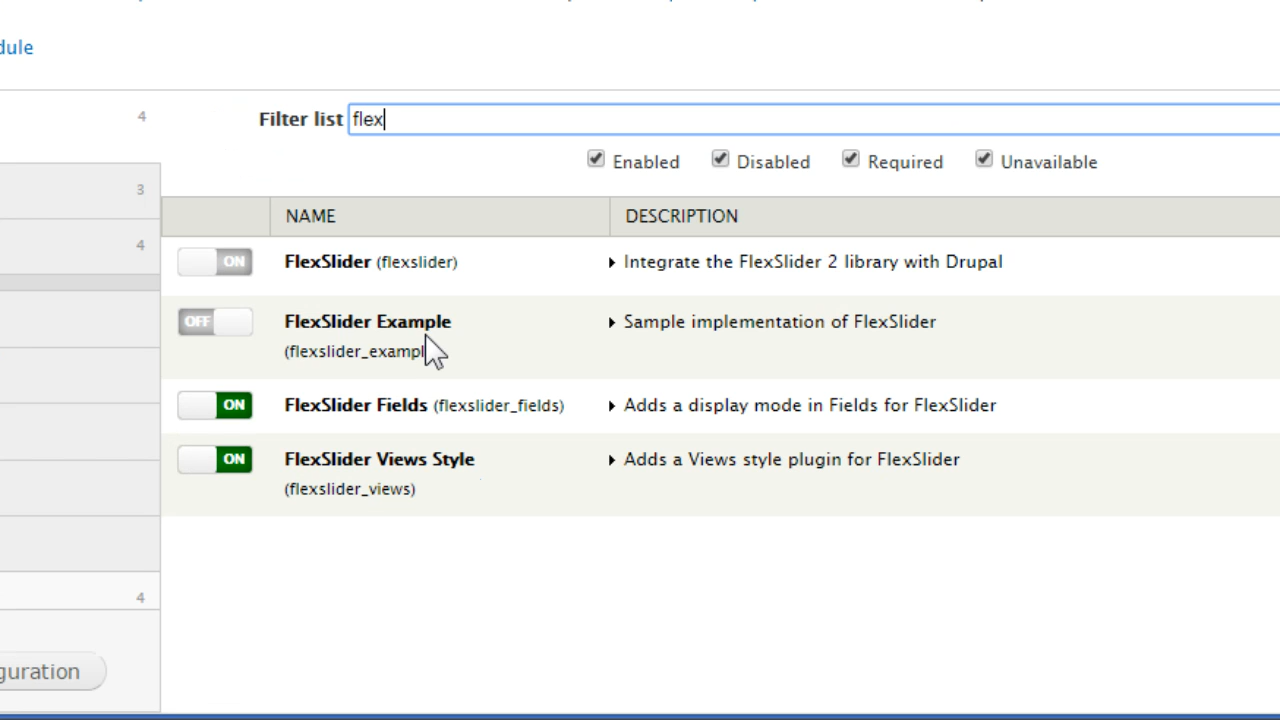 dule
4
Filter list flex
Enabled Disabled Required Unavailable
3
NAME DESCRIPTION
4
ON FlexSlider (flexslider) Integrate the FlexSlider 2 library with Drupal
OFF FlexSlider Example Sample implementation of FlexSlider
(flexslider_exampl
ON FlexSlider Fields (flexslider_fields) Adds a display mode in Fields for FlexSlider
ON FlexSlider Views Style Adds a Views style plugin for FlexSlider
(flexslider_views)
4
guration